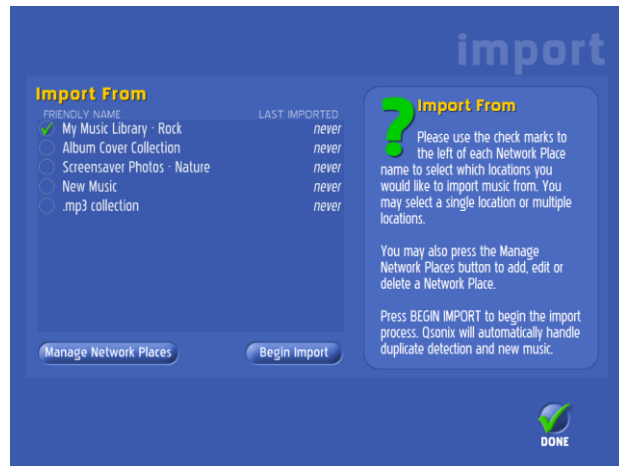 import
Import From
FRIENDLY NAME LAST IMPORTED
My Music Library - Rock never
Album Cover Collection never
Screensaver Photos - Nature never
New Music never
.mp3 collection never
Manage Network Places Begin Import
Import From
Please use the check marks to
the left of each Network Place
name to select which locations you
would like to import music from. You
may select a single location or multiple
locations.
You may also press the Manage
Network Places button to add, edit or
delete a Network Place.
Press BEGIN IMPORT to begin the import
process. Qsonix will automatically handle
duplicate detection and new music.
DONE